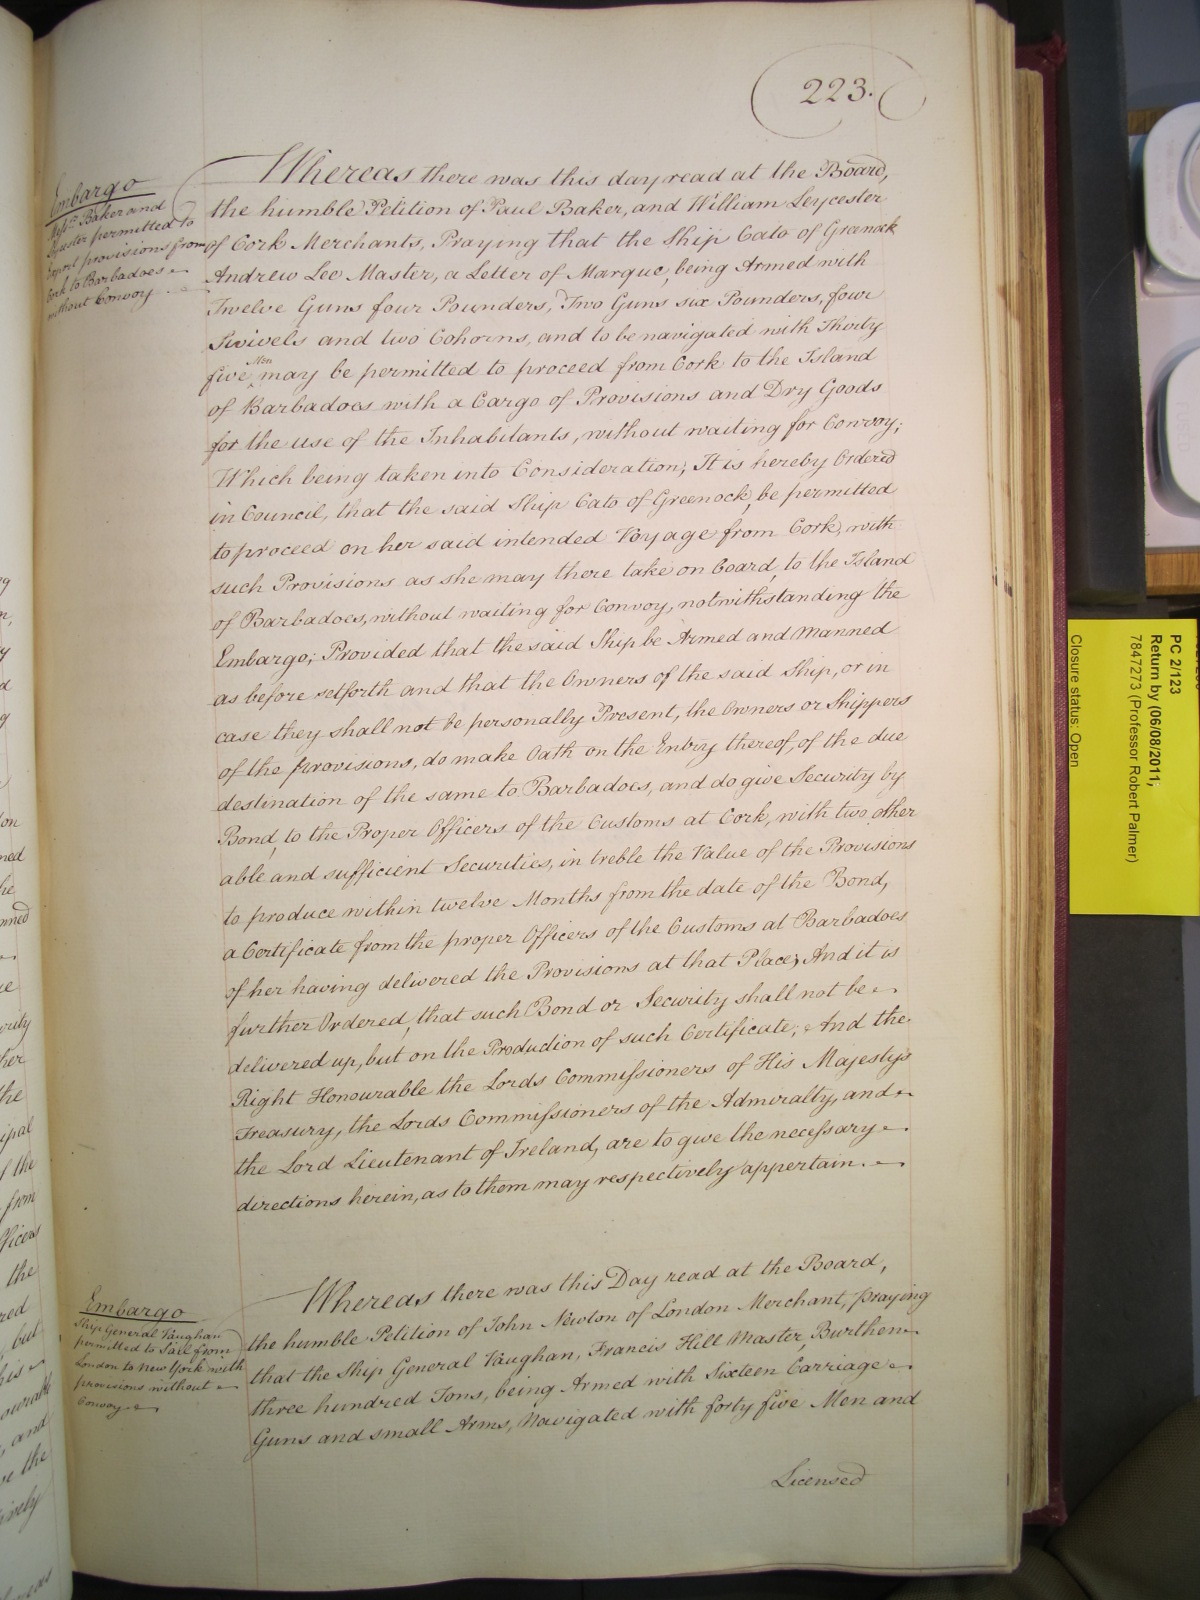 223.
Embargo
Mess.rs Baker and
permitted to
Export provisions from
Cork to Barbadoes
without Convoy
Whereas there was this day read at the Board,
the humble Petition of Paul Baker, and William Leycester
of Cork Merchants, Praying that the Ship Cato of Granock
Andrew Lee Master, a Letter of Marque, being Armed with
Twelve Guns four Pounders, Two Guns six Pounders, four
Swivels and two Cohorns, and to be navigated with Thirty
five Men may be permitted to proceed from Cork to the Island
of Barbadoes with a Cargo of Provisions and Dry Goods
for the use of the Inhabitants, without waiting for Convoy;
Which being taken into Consideration; It is hereby Ordered
in Council, that the said Ship Cato of Greenock, be permitted
to proceed on her said intended Voyage from Cork, with
such Provisions as she may there take on board, to the Island
of Barbadoes, without waiting for Convoy, notwithstanding the
Embargo; Provided that the said Ship be Armed and Manned
as before setforth and that the Owners of the said Ship, or in
case they shall not be personally Present, the Owners or Shippers
of the Provisions, do make Oath on the Entry thereof, of the due
destination of the same to Barbadoes, and do give Security by
Bond, to the Proper Officers of the Customs at Cork, with two other
able and sufficient Securities, in treble the Value of the Provisions
to produce within twelve Months from the date of the Bond,
a Certificate from the proper Officers of the Customs at Barbadoes
of her having delivered the Provisions at that Place; And it is
further Ordered, that such Bond or Security shall not be
delivered up, but on the Production of such Certificate; And the
Right Honourable the Lords Commissioners of His Majestys
Treasury, the Lords Commissioners of the Admiralty, and
the Lord Lieutenant of Ireland, are to give the necessary
directions herein, as to them may respectively appertain.
Embargo
Ship General Vaughan
permitted to Sail from
London to New York with
provisions without
Convoy
Whereas there was this Day read at the Board,
the humble Petition of John Newton of London Merchant, praying
that the Ship General Vaughan, Francis Hill Master, Burthen
three hundred Tons, being Armed with Sixteen Carriage
Guns and small Arms, Navigated with forty five Men and
Licensed
PC 2/123
Return by (06/08/2011;
7847273 (Professor Robert Palmer)
Closure status: Open